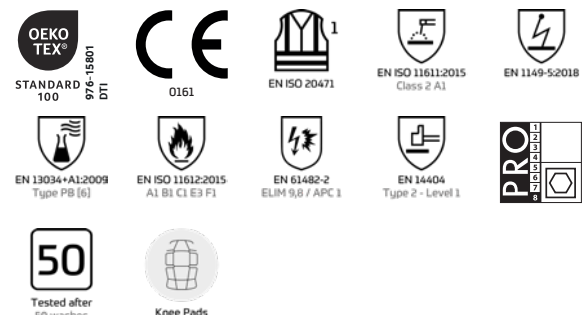 OEKO
TEX®
STANDARD
100
976-15801
DTI
CE
0161
1
EN ISO 20471
EN ISO 11611:2015
Class 2 A1
EN 1149-5:2018
EN 13034+A1:2009
Type PB [6]
EN ISO 11612:2015
A1 B1 C1 E3 F1
EN 61482-2
ELIM 9,8 / APC 1
EN 14404
Type 2 - Level 1
PRO
1
2
3
4
5
6
7
8
50
Tested after
50 washes
Knee Pads